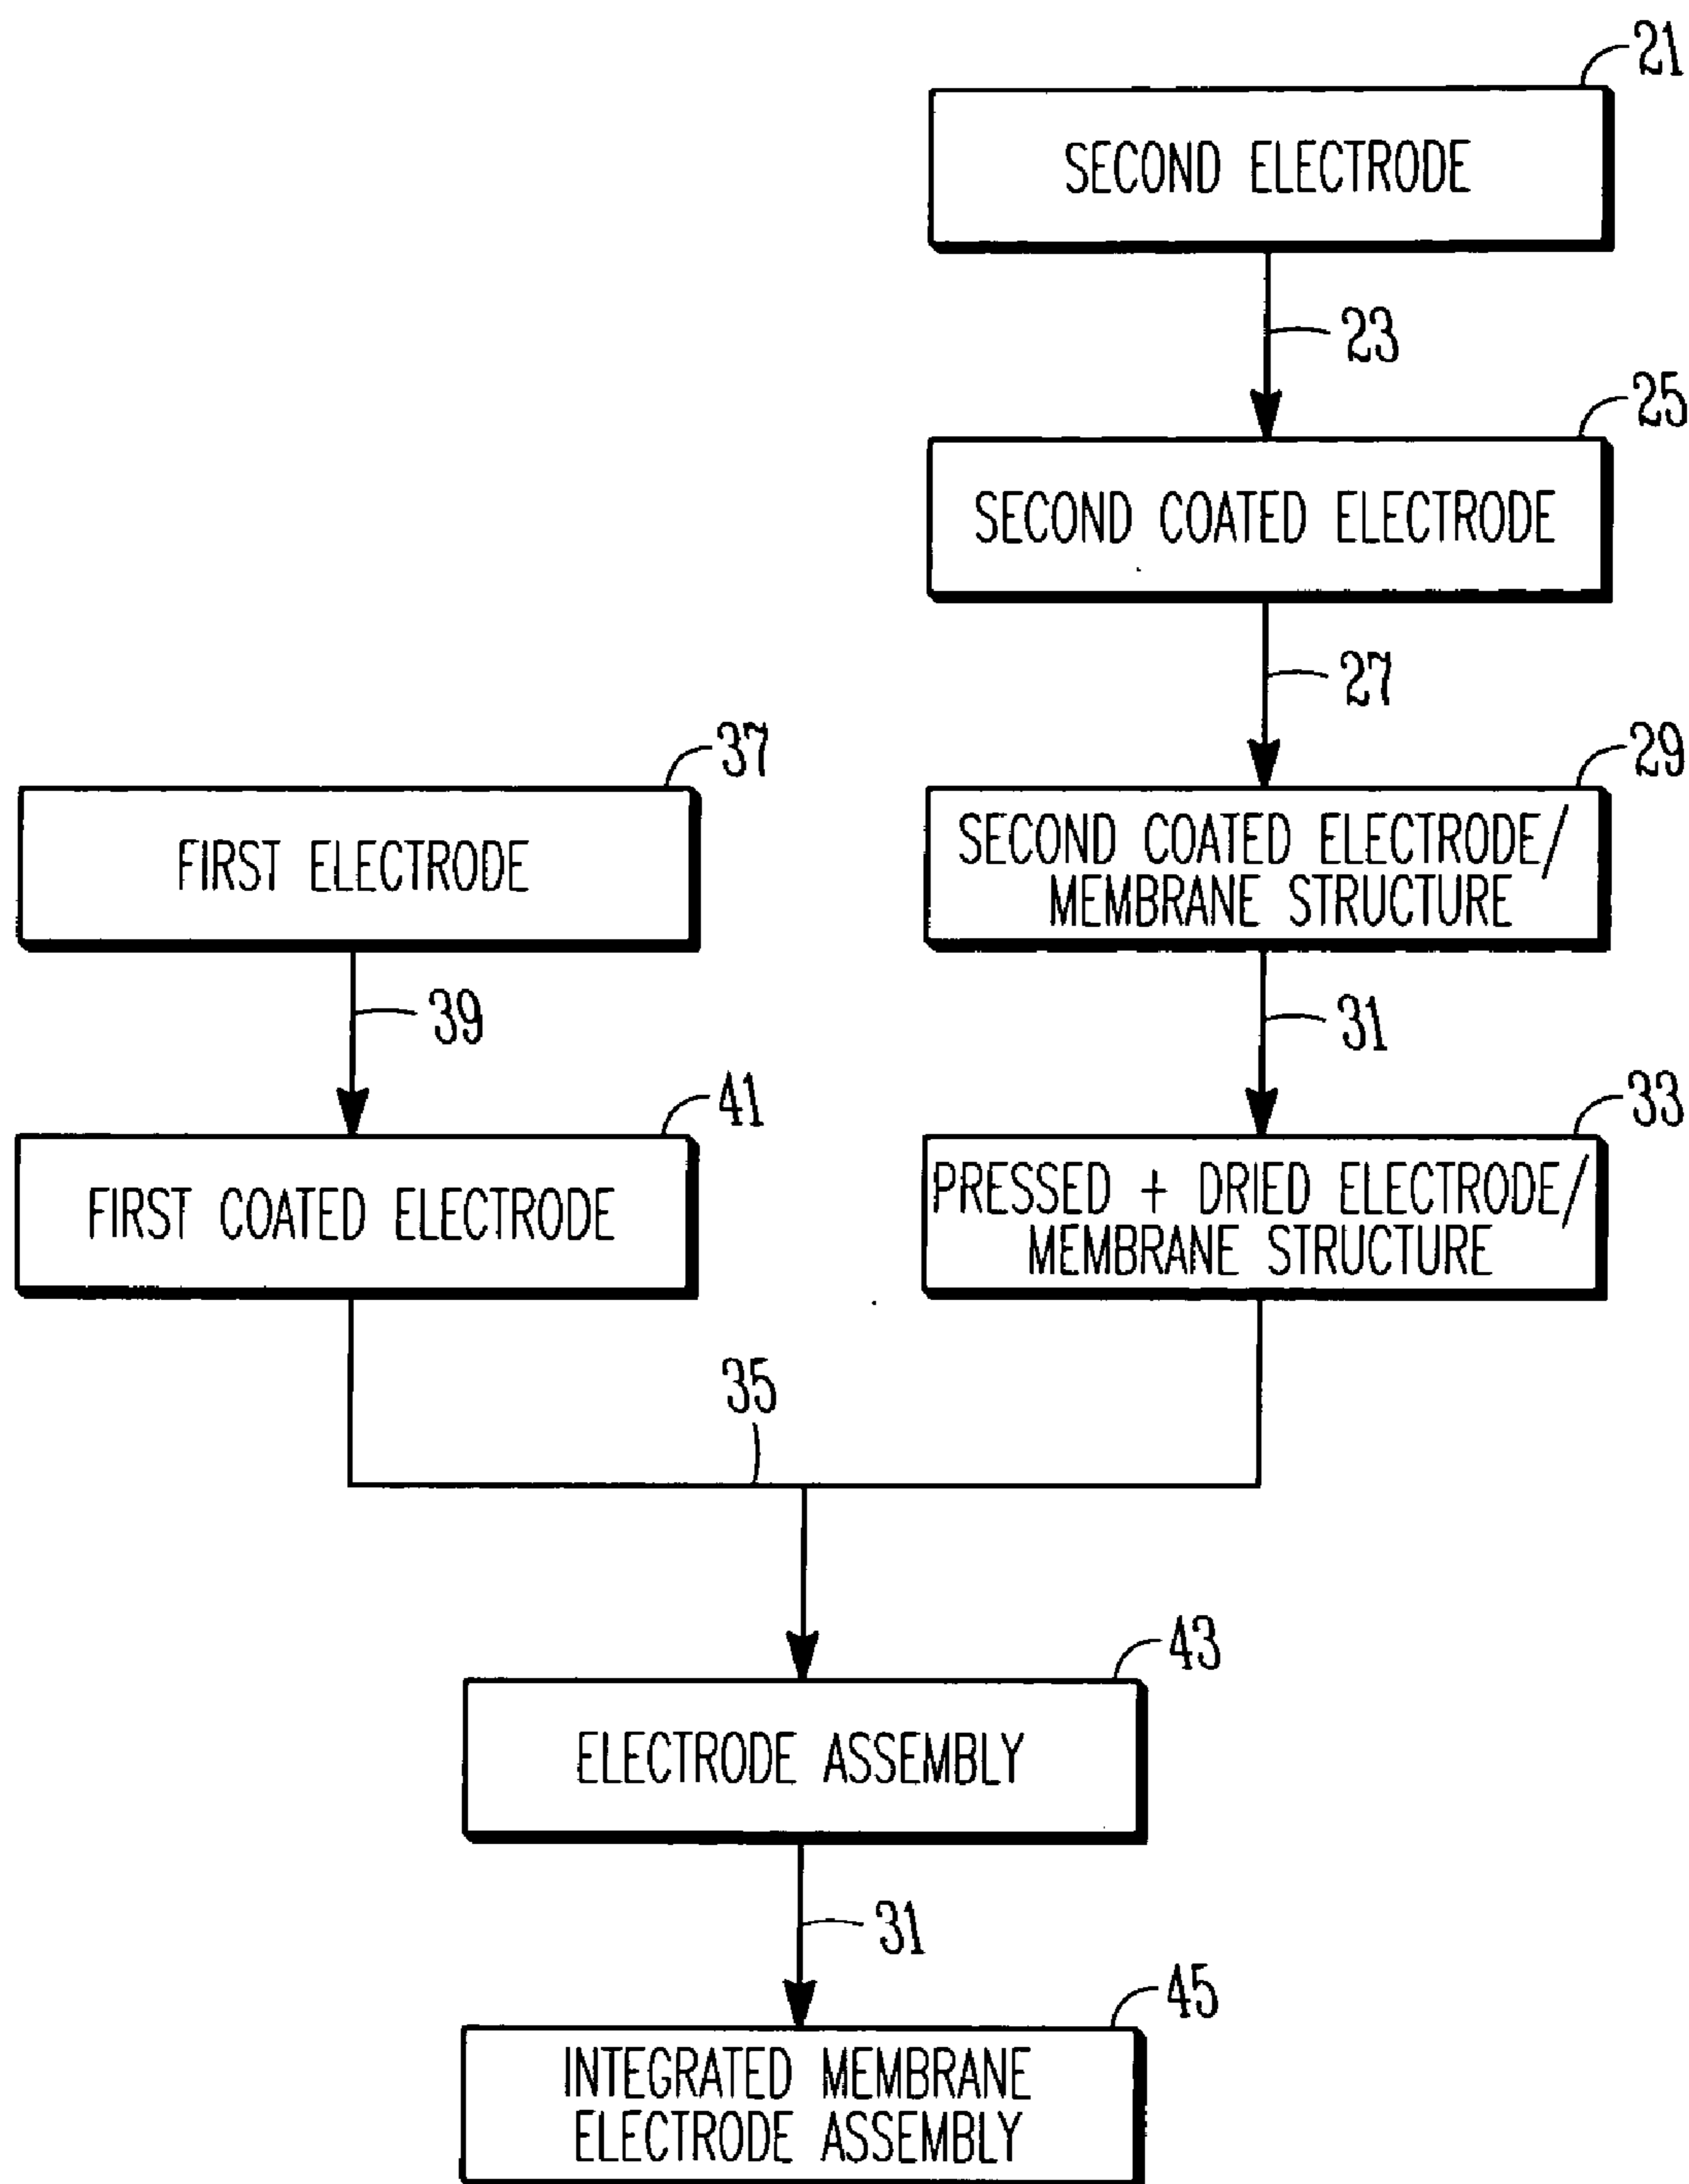 21
SECOND ELECTRODE
23
25
SECOND COATED ELECTRODE
27
37
29
FIRST ELECTRODE
SECOND COATED ELECTRODE/
MEMBRANE STRUCTURE
39
31
41
33
FIRST COATED ELECTRODE
PRESSED + DRIED ELECTRODE/
MEMBRANE STRUCTURE
35
43
ELECTRODE ASSEMBLY
31
45
INTEGRATED MEMBRANE
ELECTRODE ASSEMBLY